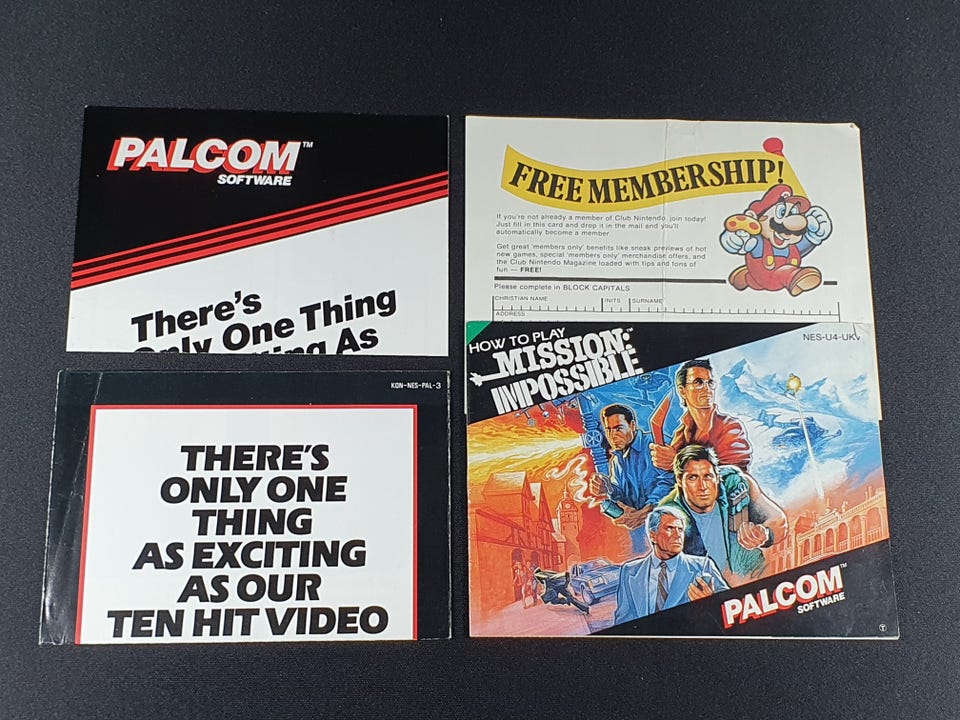 PALCOM™
SOFTWARE
There's
Only One Thing
As
KON-NES-PAL-3
THERE'S
ONLY ONE
THING
AS EXCITING
AS OUR
TEN HIT VIDEO
FREE MEMBERSHIP!
If you're not already a member of Club Nintendo, join today!
Just fill in this card and drop it in the mail and you'll
automatically become a member.
Get great 'members only' benefits like sneak previews of hot
new games, special 'members only' merchandise offers, and
the Club Nintendo Magazine loaded with tips and tons of
fun — FREE!
Please complete in BLOCK CAPITALS
CHRISTIAN NAME INITS SURNAME
ADDRESS
HOW TO PLAY
MISSION:™
IMPOSSIBLE
NES-U4-UKV
PALCOM™
SOFTWARE